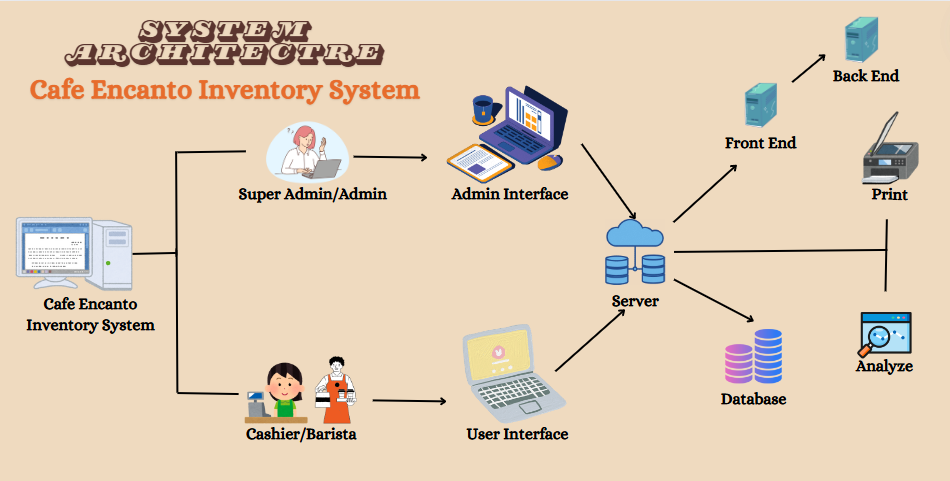 SYSTEM
ARCHITECTRE
Cafe Encanto Inventory System
Back End
Front End
Super Admin/Admin
Admin Interface
Print
Cafe Encanto
Inventory System
Server
Analyze
Database
Cashier/Barista
User Interface